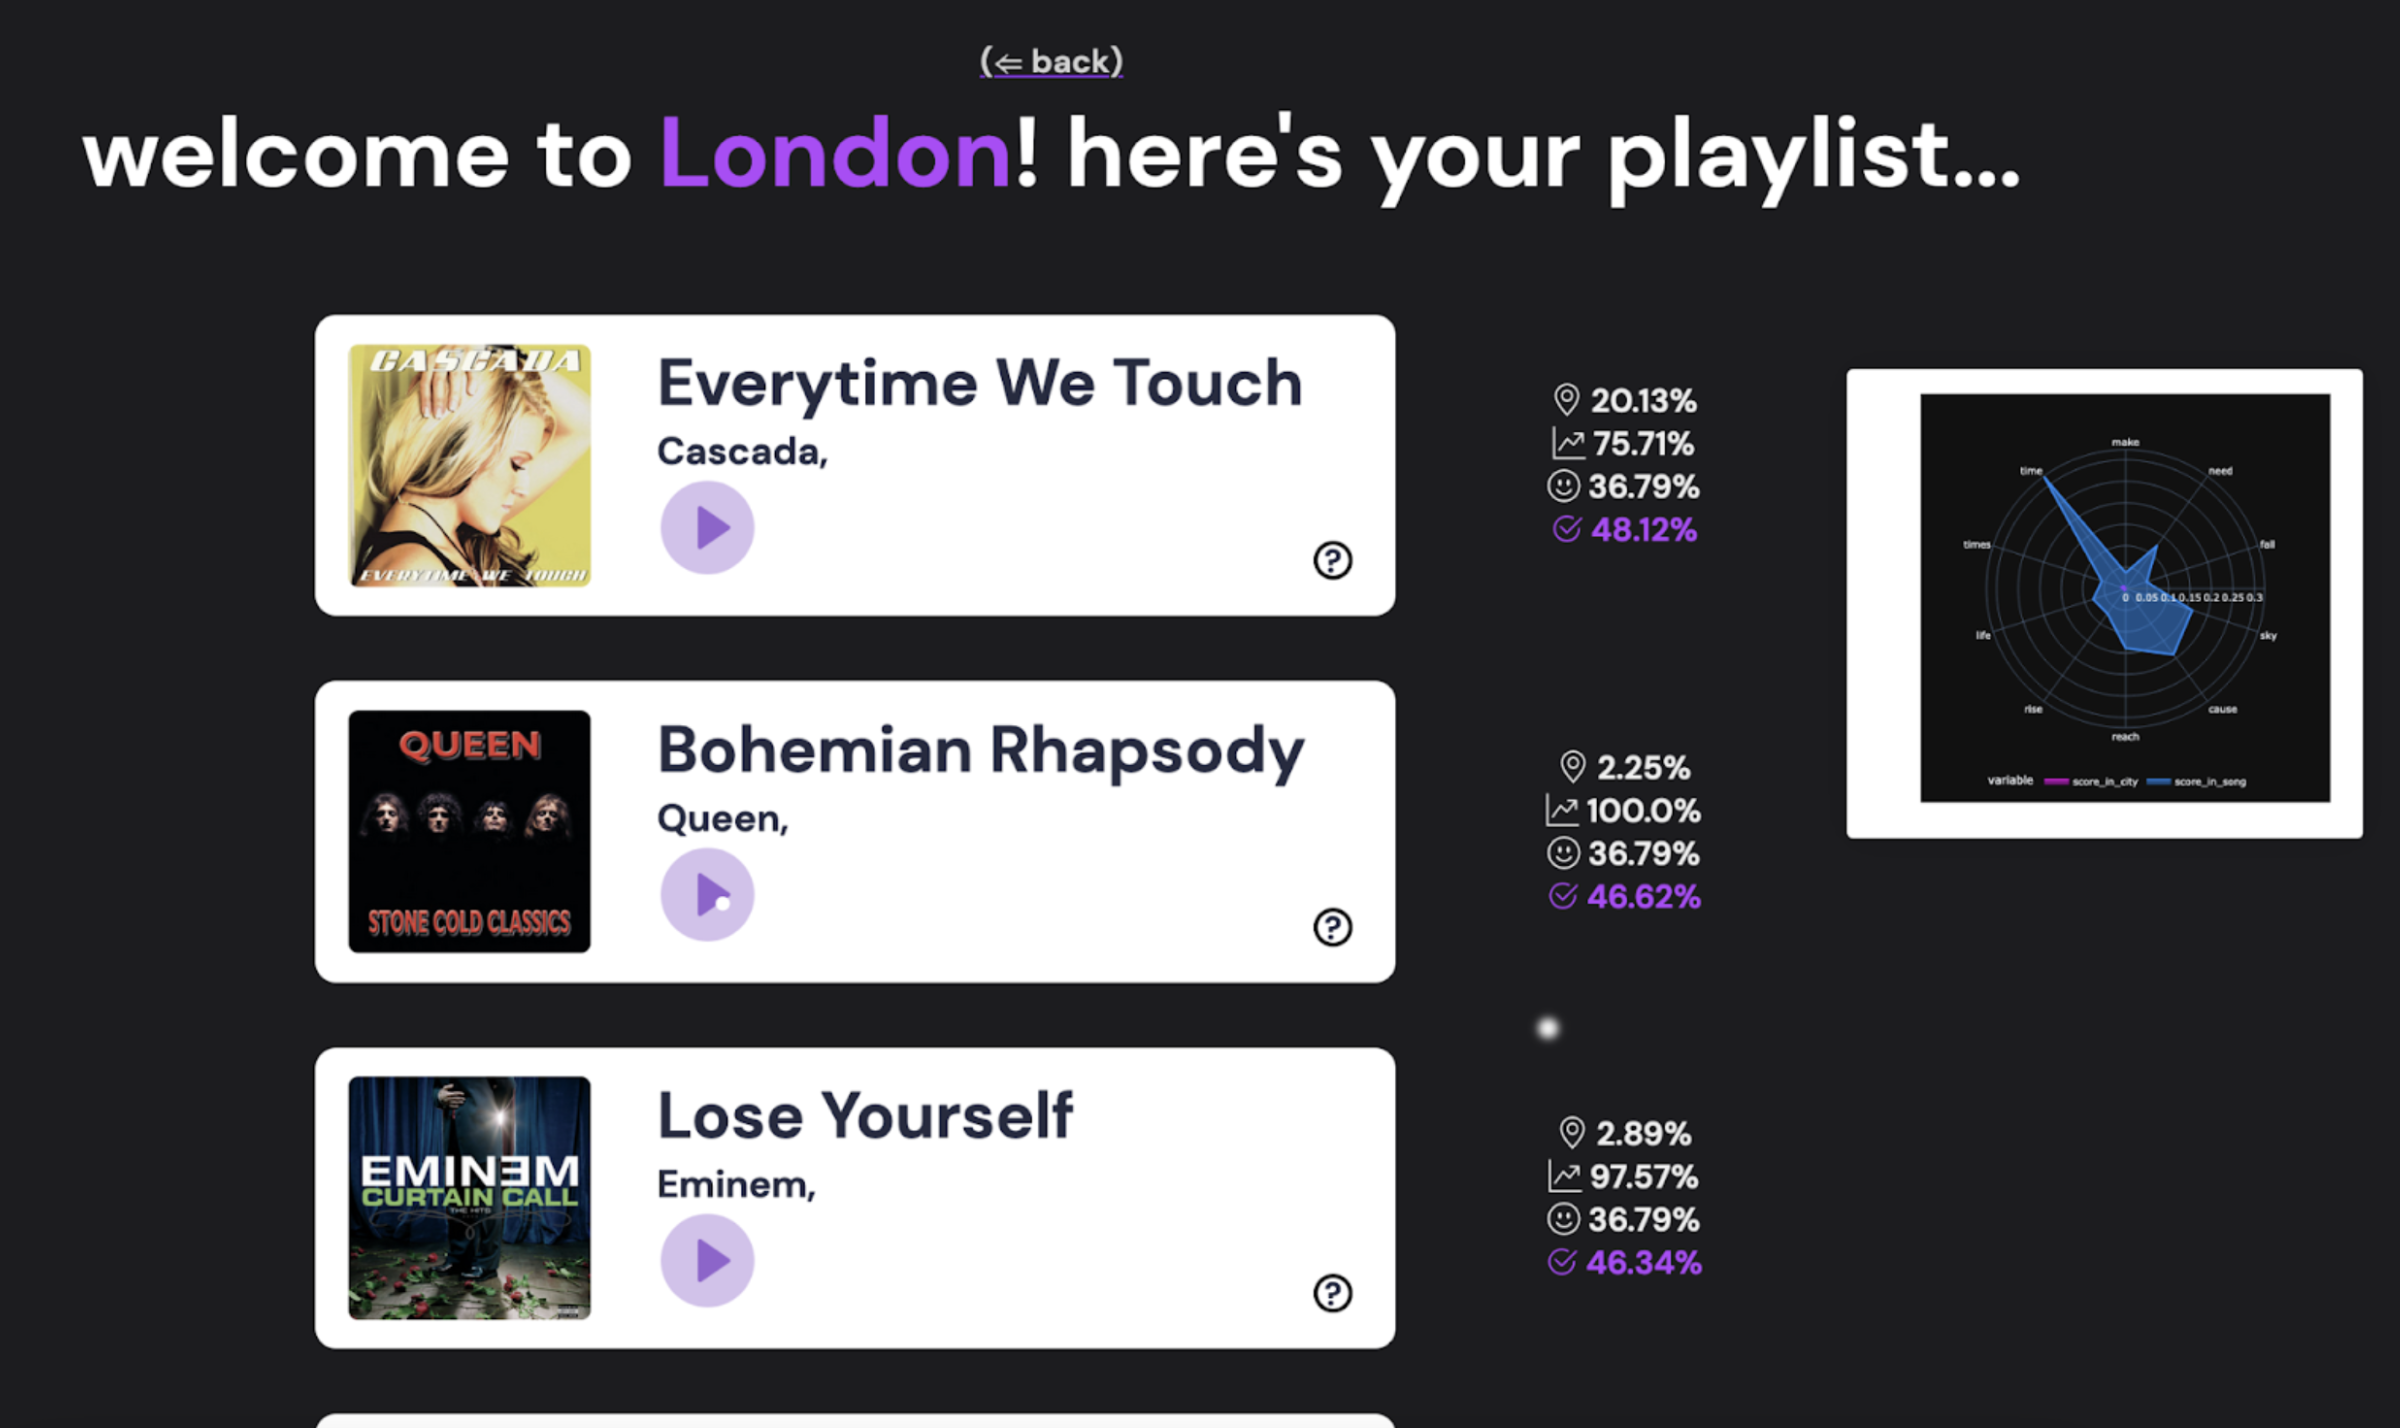 (⇐ back)
welcome to London! here's your playlist...
CASCADA
EVERYTIME WE TOUCH
Everytime We Touch
Cascada,
?
20.13%
75.71%
36.79%
48.12%
make
time
need
times
fall
0 0.05 0.1 0.15 0.2 0.25 0.3
life
sky
rise
cause
reach
variable score_in_city score_in_song
QUEEN
STONE COLD CLASSICS
Bohemian Rhapsody
Queen,
?
2.25%
100.0%
36.79%
46.62%
EMINEM
CURTAIN CALL
THE HITS
Lose Yourself
Eminem,
?
2.89%
97.57%
36.79%
46.34%